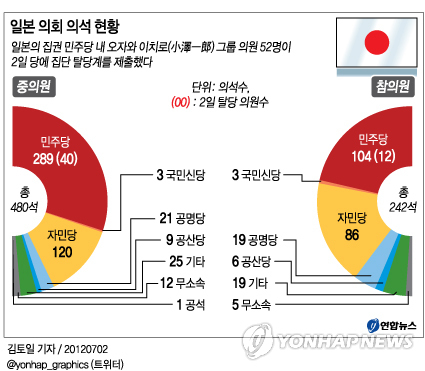 일본 의회 의석 현황
일본의 집권 민주당 내 오자와 이치로(小澤一郎) 그룹 의원 52명이
2일 당에 집단 탈당계를 제출했다
중의원
단위: 의석수,
(00) : 2일 탈당 의원수
참의원
민주당
289 (40)
총
480석
자민당
120
3 국민신당
21 공명당
9 공산당
25 기타
12 무소속
1 공석
민주당
104 (12)
총
242석
자민당
86
3 국민신당
19 공명당
6 공산당
19 기타
5 무소속
연합뉴스
YONHAP NEWS
김토일 기자 / 20120702
@yonhap_graphics (트위터)